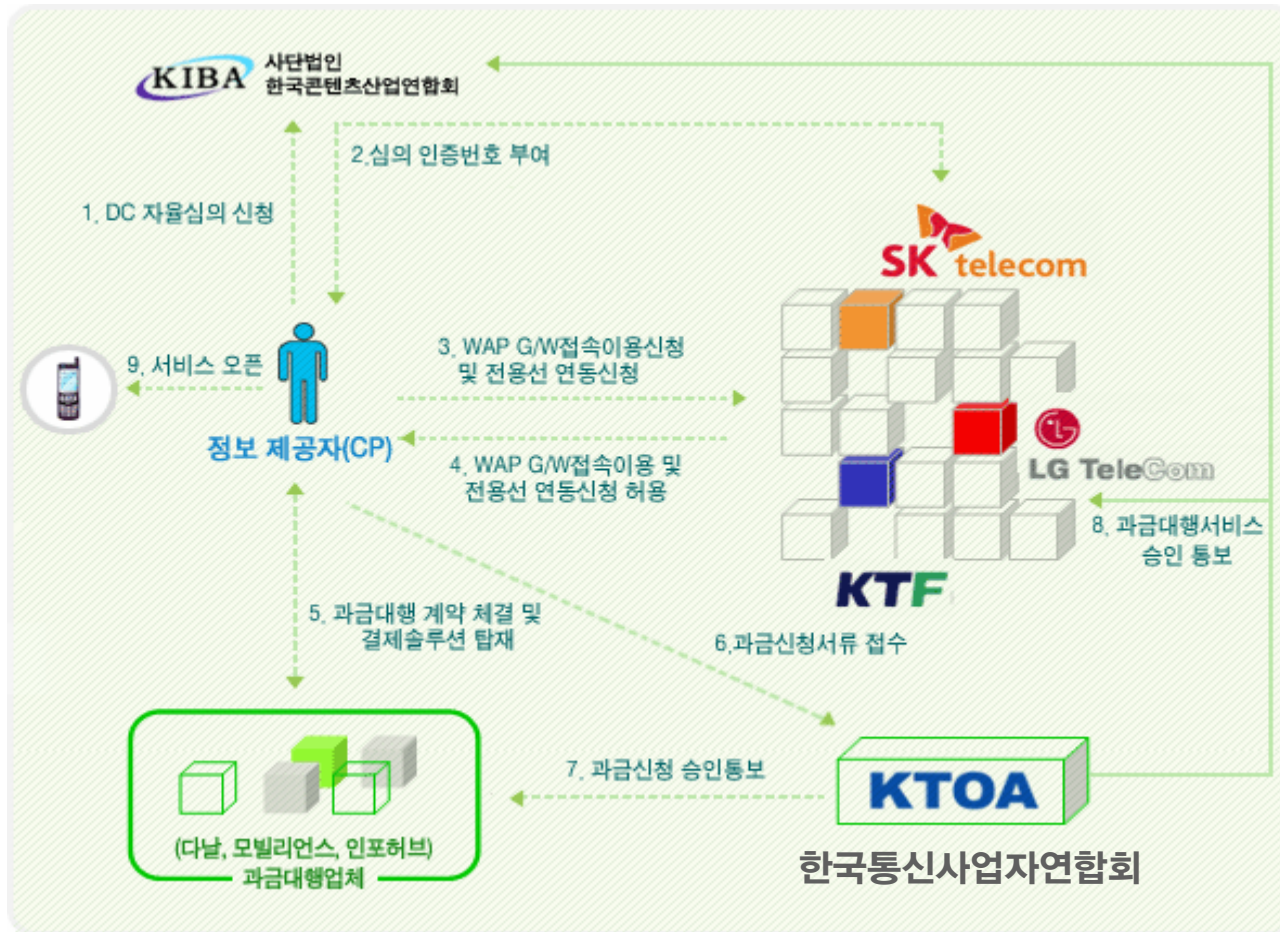 KIBA 사단법인
한국콘텐츠산업연합회
2.심의 인증번호 부여
1. DC 자율심의 신청
SK telecom
3. WAP G/W접속이용신청
및 전용선 연동신청
9. 서비스 오픈
정보 제공자(CP)
4. WAP G/W접속이용 및
전용선 연동신청 허용
LG TeleCom
8. 과금대행서비스
승인 통보
KTF
5. 과금대행 계약 체결 및
결제솔루션 탑재
6.과금신청서류 접수
7. 과금신청 승인통보
KTOA
(다날, 모빌리언스, 인포허브)
과금대행업체
한국통신사업자연합회